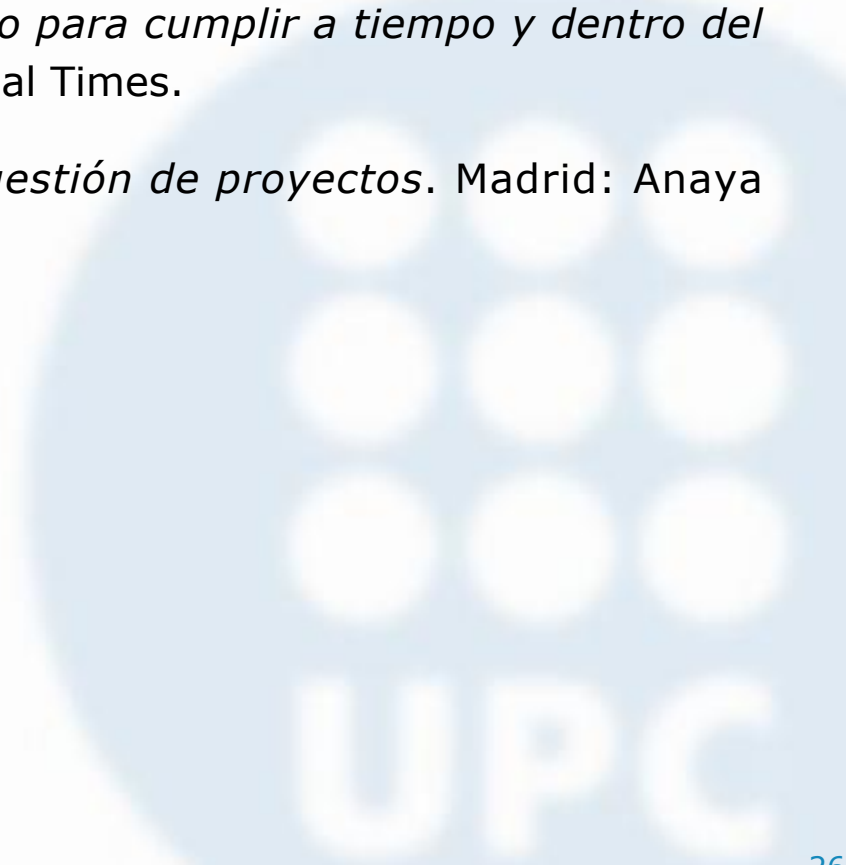 o para cumplir a tiempo y dentro del
al Times.
estión de proyectos. Madrid: Anaya
UPC
26